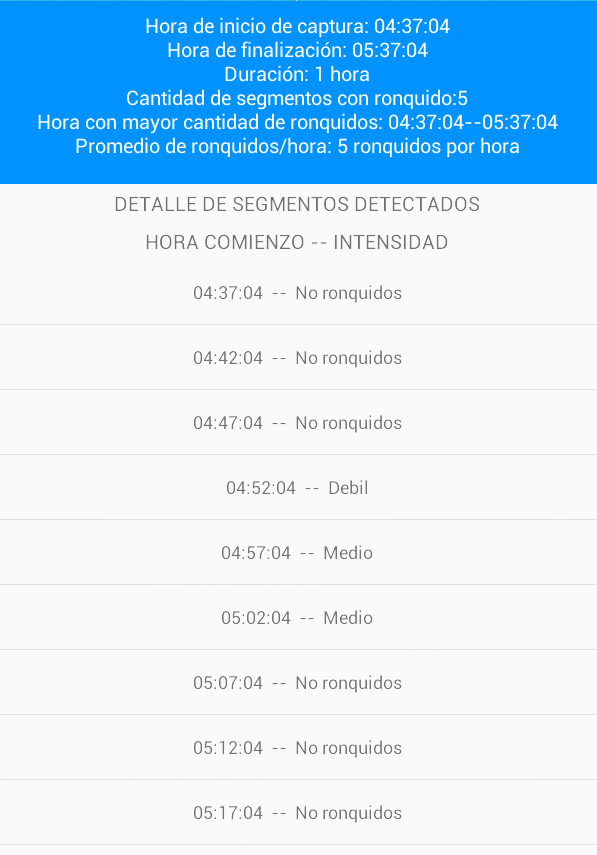 Hora de inicio de captura: 04:37:04
Hora de finalización: 05:37:04
Duración: 1 hora
Cantidad de segmentos con ronquido:5
Hora con mayor cantidad de ronquidos: 04:37:04--05:37:04
Promedio de ronquidos/hora: 5 ronquidos por hora
DETALLE DE SEGMENTOS DETECTADOS
HORA COMIENZO -- INTENSIDAD
04:37:04 -- No ronquidos
04:42:04 -- No ronquidos
04:47:04 -- No ronquidos
04:52:04 -- Debil
04:57:04 -- Medio
05:02:04 -- Medio
05:07:04 -- No ronquidos
05:12:04 -- No ronquidos
05:17:04 -- No ronquidos